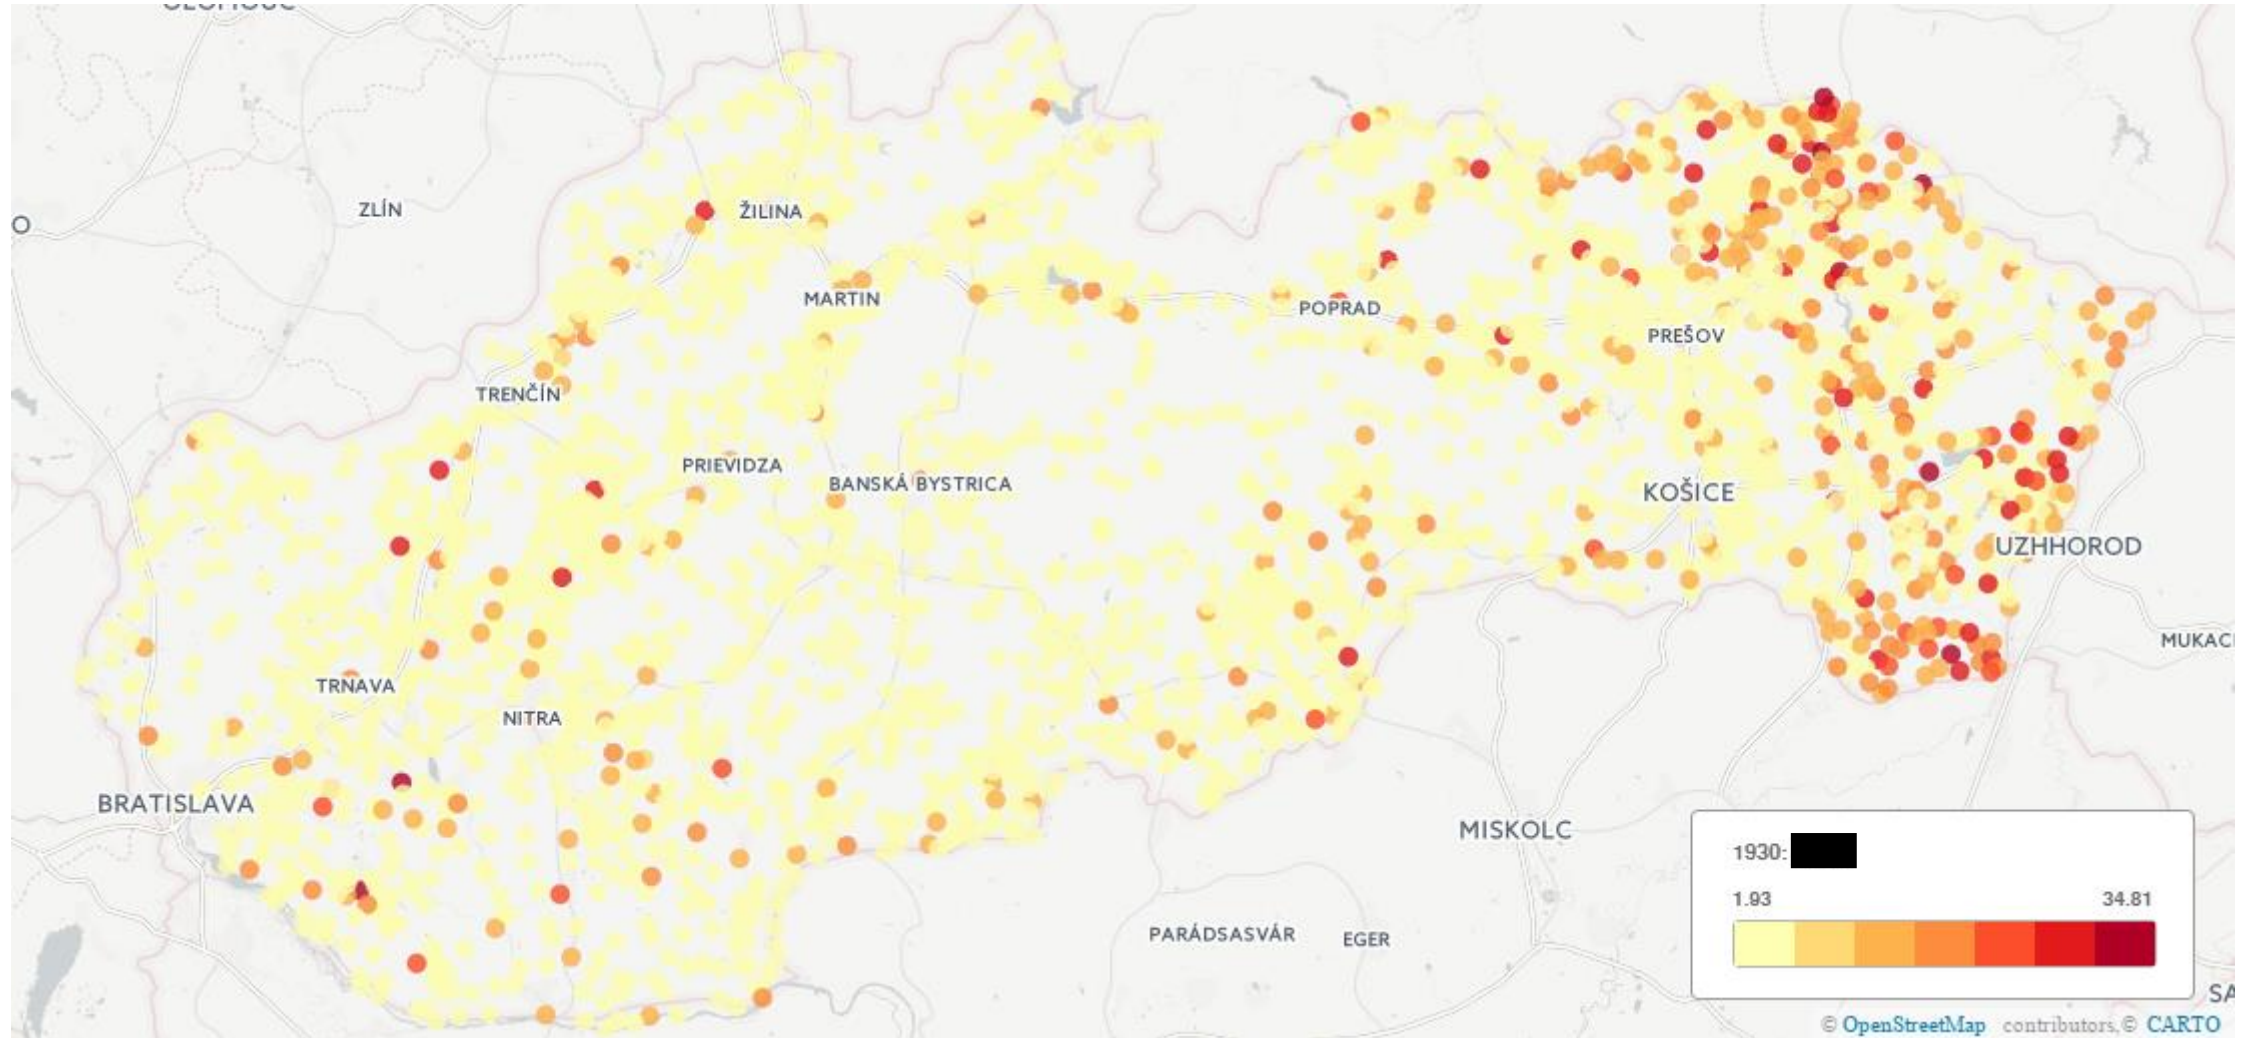 ZLÍN
ŽILINA
MARTIN
POPRAD
PREŠOV
TRENČÍN
PRIEVIDZA
BANSKÁ BYSTRICA
KOŠICE
UZHHOROD
TRNAVA
NITRA
BRATISLAVA
MISKOLC
PARÁDSASVÁR
EGER
1930:
1.93 34.81
© OpenStreetMap contributors, © CARTO